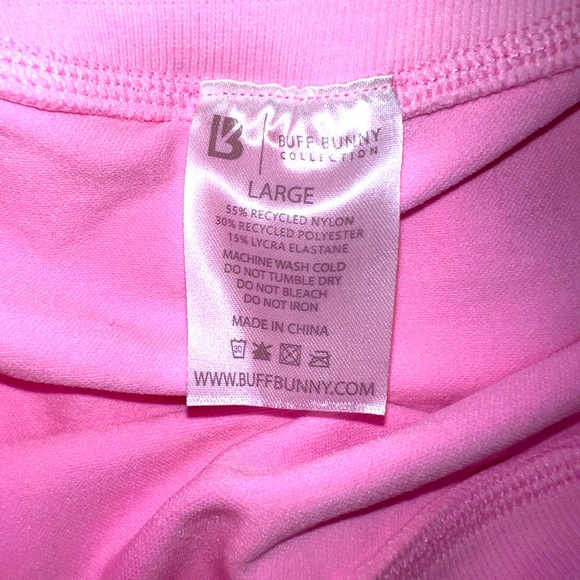 B | BUFF BUNNY
COLLECTION
LARGE
55% RECYCLED NYLON
30% RECYCLED POLYESTER
15% LYCRA ELASTANE
MACHINE WASH COLD
DO NOT TUMBLE DRY
DO NOT BLEACH
DO NOT IRON
MADE IN CHINA
30
WWW.BUFFBUNNY.COM